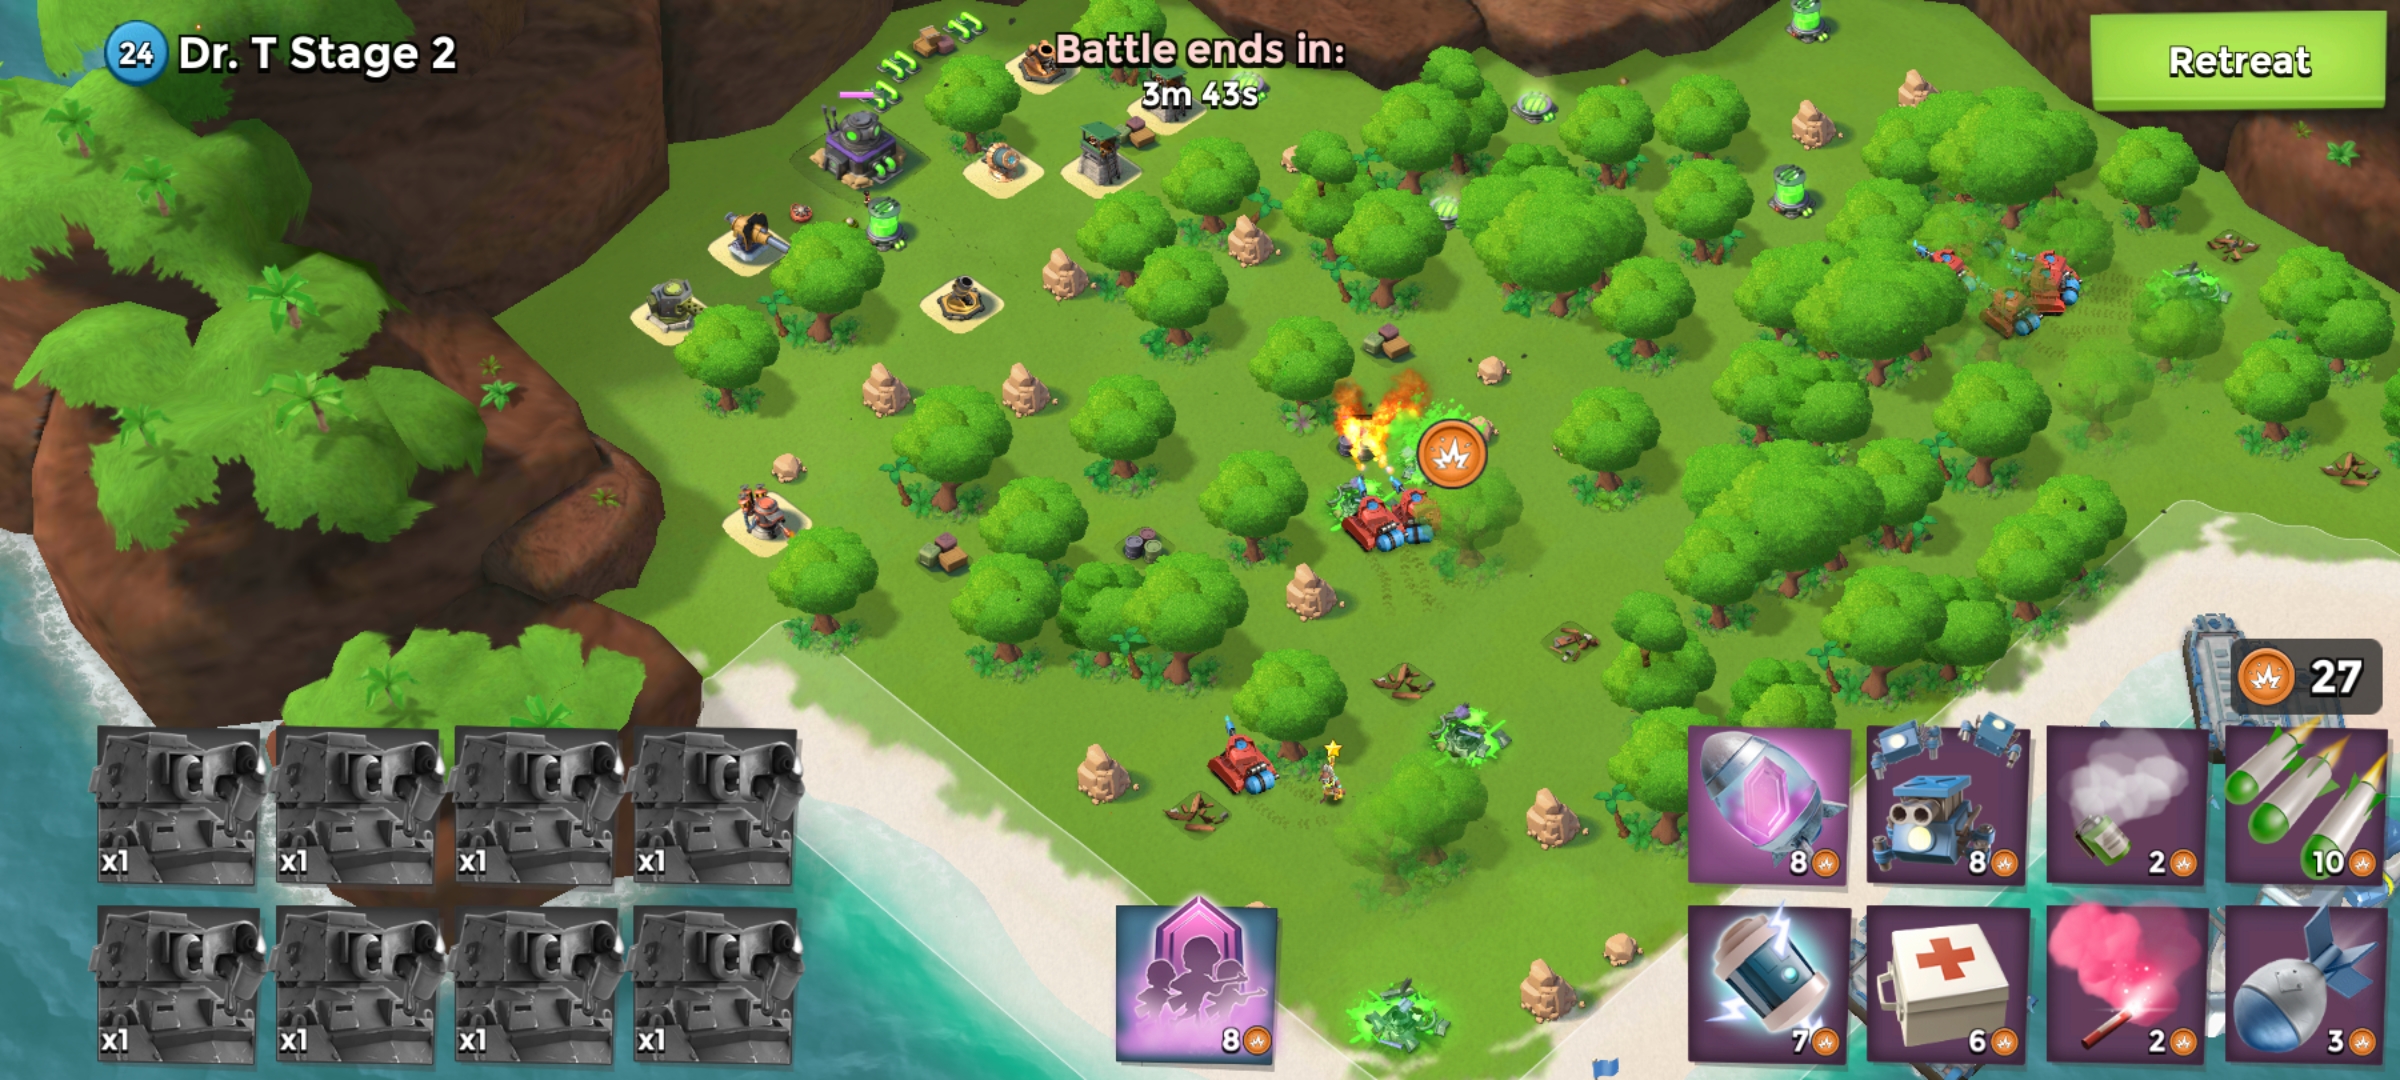 24 Dr. T Stage 2
Battle ends in:
3m 43s
Retreat
27
x1 x1 x1 x1
8 8 2 10
x1 x1 x1 x1
8
7 6 2 3